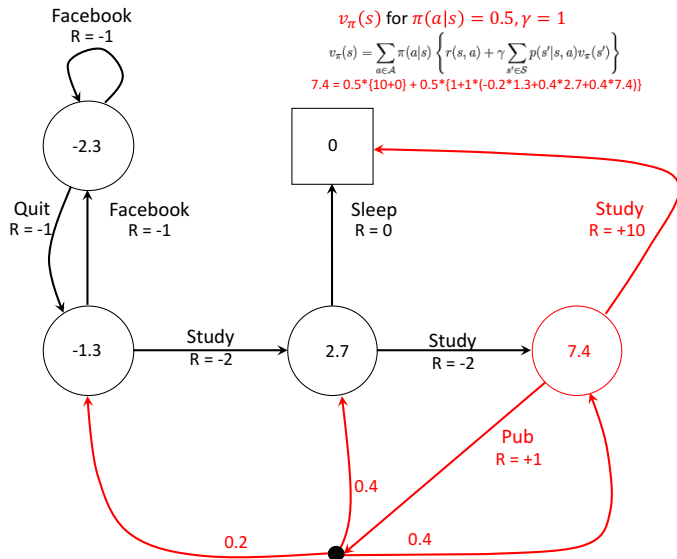 v_π(s) for π(a|s) = 0.5, γ = 1
v_π(s) = ∑_{a∈𝒜} π(a|s) { r(s, a) + γ ∑_{s'∈𝒮} p(s'|s, a)v_π(s') }
7.4 = 0.5*{10+0} + 0.5*{1+1*(-0.2*1.3+0.4*2.7+0.4*7.4)}
Facebook
R = -1
-2.3
0
Quit
R = -1
Facebook
R = -1
Sleep
R = 0
Study
R = +10
-1.3
Study
R = -2
2.7
Study
R = -2
7.4
Pub
R = +1
0.4
0.2
0.4